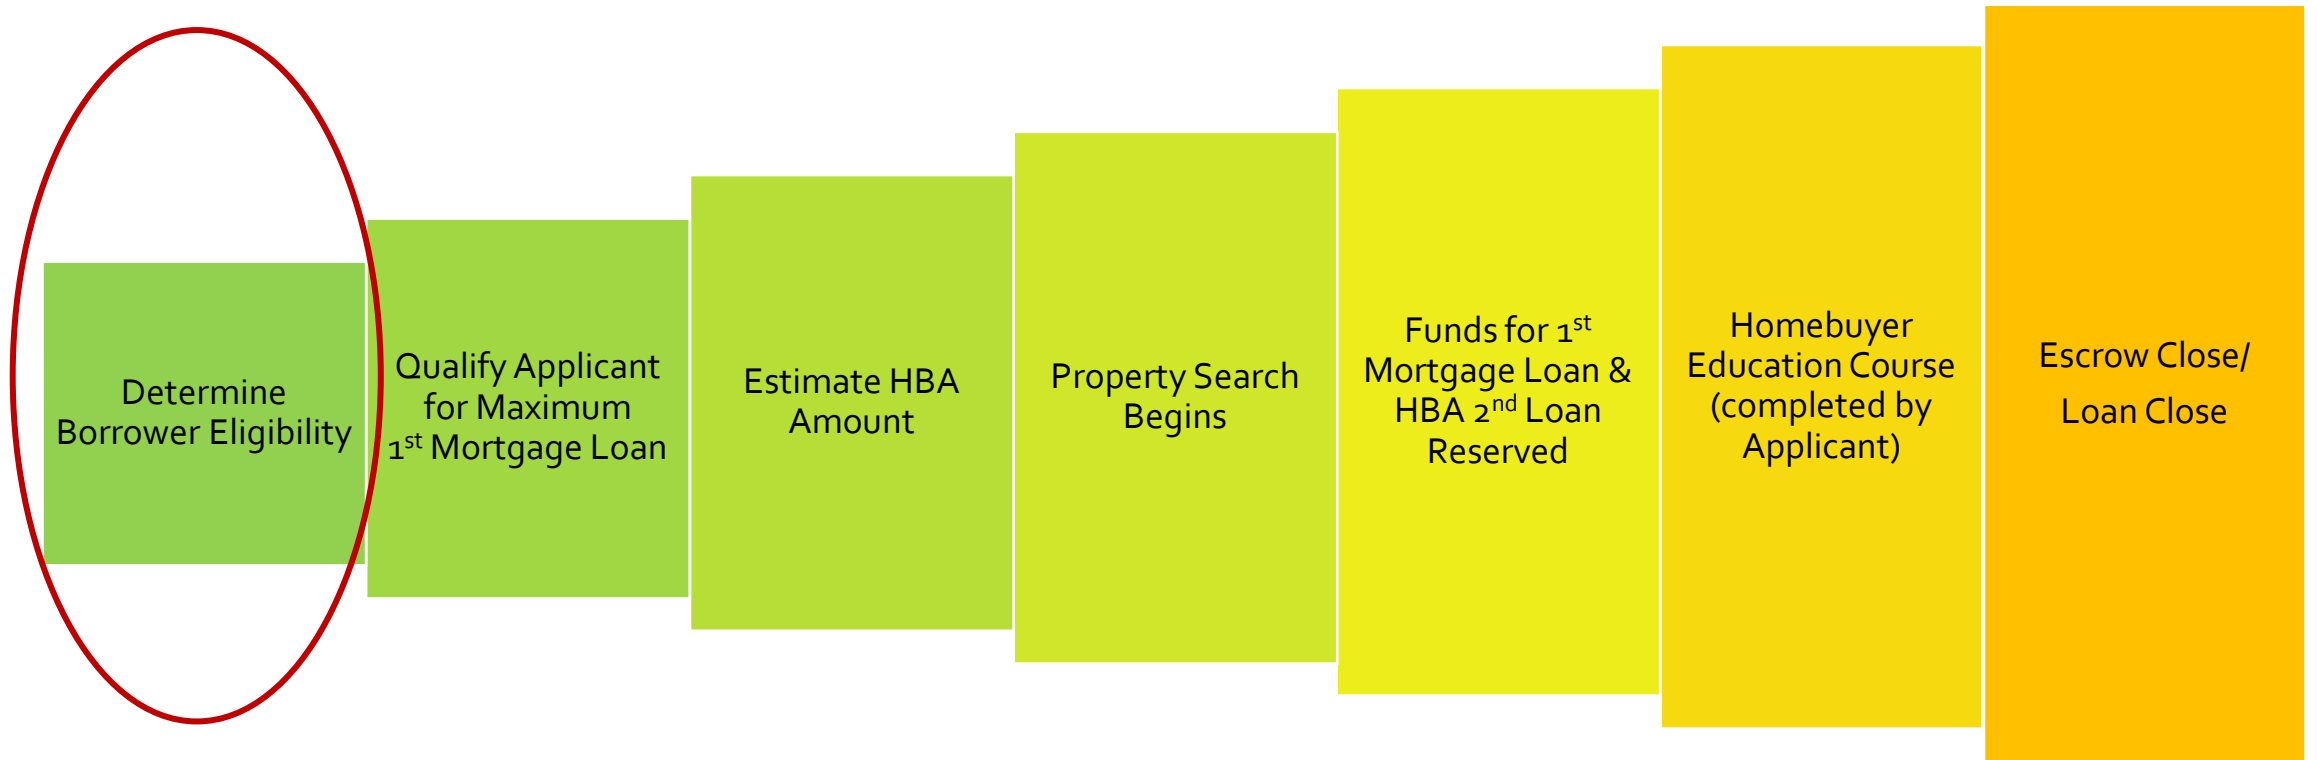 Determine
Borrower Eligibility
Qualify Applicant
for Maximum
1st Mortgage Loan
Estimate HBA
Amount
Property Search
Begins
Funds for 1st
Mortgage Loan &
HBA 2nd Loan
Reserved
Homebuyer
Education Course
(completed by
Applicant)
Escrow Close/
Loan Close